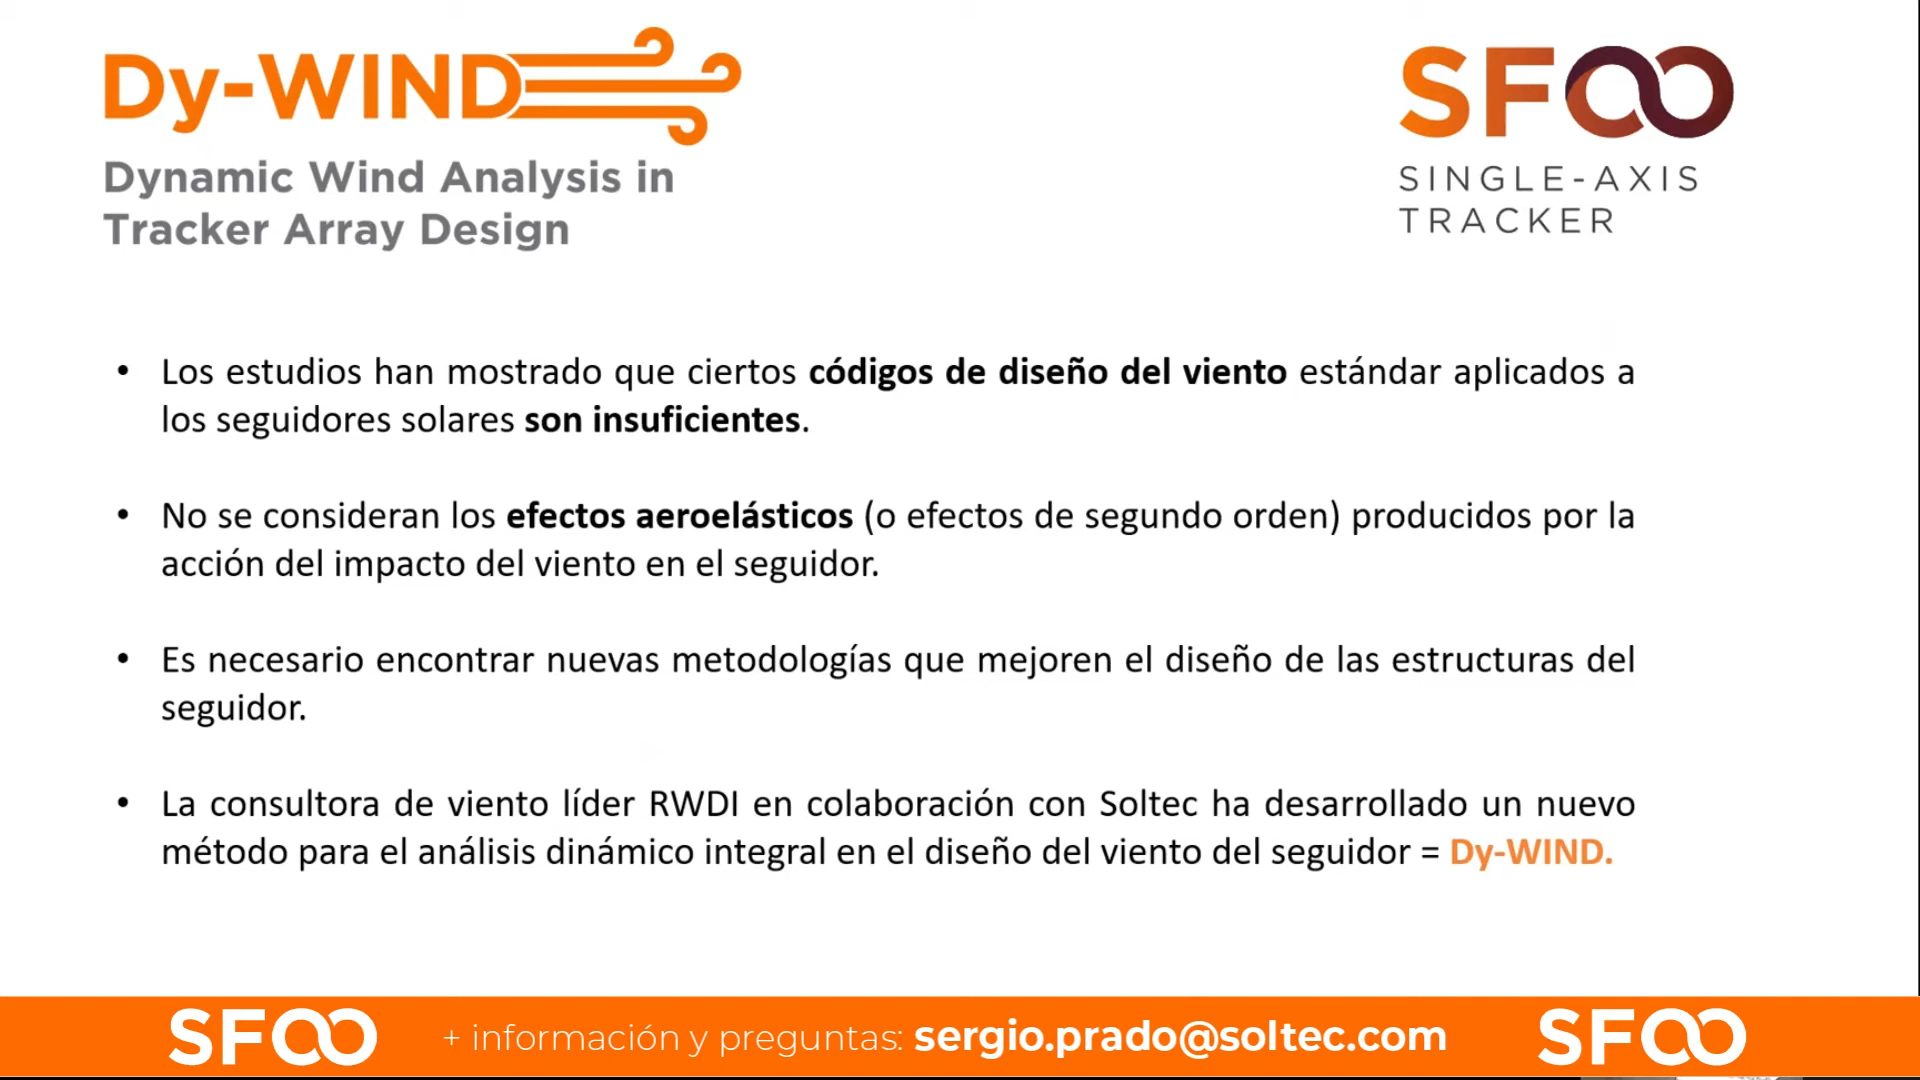 Dy-WIND
Dynamic Wind Analysis in
Tracker Array Design
SF∞
SINGLE-AXIS
TRACKER
• Los estudios han mostrado que ciertos códigos de diseño del viento estándar aplicados a
los seguidores solares son insuficientes.
• No se consideran los efectos aeroelásticos (o efectos de segundo orden) producidos por la
acción del impacto del viento en el seguidor.
• Es necesario encontrar nuevas metodologías que mejoren el diseño de las estructuras del
seguidor.
• La consultora de viento líder RWDI en colaboración con Soltec ha desarrollado un nuevo
método para el análisis dinámico integral en el diseño del viento del seguidor = Dy-WIND.
SF∞ + información y preguntas: sergio.prado@soltec.com SF∞